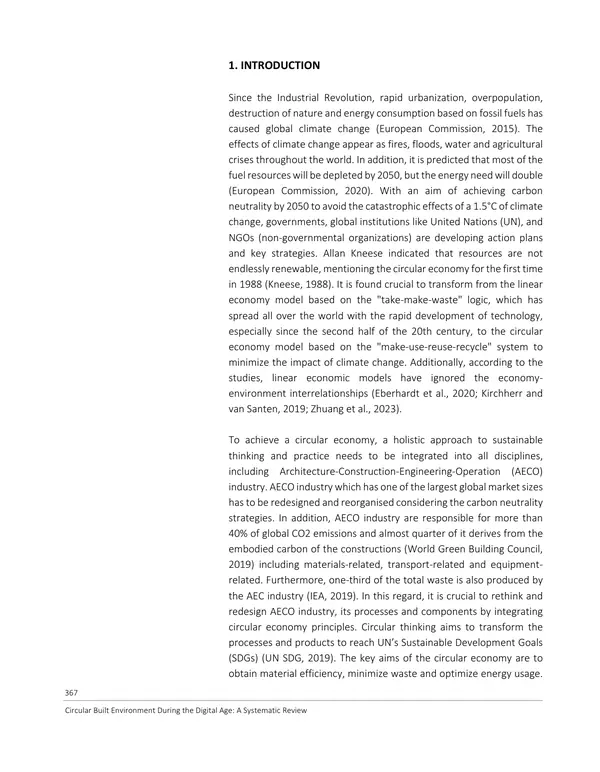 1. INTRODUCTION
Since the Industrial Revolution, rapid urbanization, overpopulation,
destruction of nature and energy consumption based on fossil fuels has
caused global climate change (European Commission, 2015). The
effects of climate change appear as fires, floods, water and agricultural
crises throughout the world. In addition, it is predicted that most of the
fuel resources will be depleted by 2050, but the energy need will double
(European Commission, 2020). With an aim of achieving carbon
neutrality by 2050 to avoid the catastrophic effects of a 1.5°C of climate
change, governments, global institutions like United Nations (UN), and
NGOs (non-governmental organizations) are developing action plans
and key strategies. Allan Kneese indicated that resources are not
endlessly renewable, mentioning the circular economy for the first time
in 1988 (Kneese, 1988). It is found crucial to transform from the linear
economy model based on the "take-make-waste" logic, which has
spread all over the world with the rapid development of technology,
especially since the second half of the 20th century, to the circular
economy model based on the "make-use-reuse-recycle" system to
minimize the impact of climate change. Additionally, according to the
studies, linear economic models have ignored the economy-
environment interrelationships (Eberhardt et al., 2020; Kirchherr and
van Santen, 2019; Zhuang et al., 2023).
To achieve a circular economy, a holistic approach to sustainable
thinking and practice needs to be integrated into all disciplines,
including Architecture-Construction-Engineering-Operation (AECO)
industry. AECO industry which has one of the largest global market sizes
has to be redesigned and reorganised considering the carbon neutrality
strategies. In addition, AECO industry are responsible for more than
40% of global CO2 emissions and almost quarter of it derives from the
embodied carbon of the constructions (World Green Building Council,
2019) including materials-related, transport-related and equipment-
related. Furthermore, one-third of the total waste is also produced by
the AEC industry (IEA, 2019). In this regard, it is crucial to rethink and
redesign AECO industry, its processes and components by integrating
circular economy principles. Circular thinking aims to transform the
processes and products to reach UN's Sustainable Development Goals
(SDGs) (UN SDG, 2019). The key aims of the circular economy are to
obtain material efficiency, minimize waste and optimize energy usage.
367
Circular Built Environment During the Digital Age: A Systematic Review